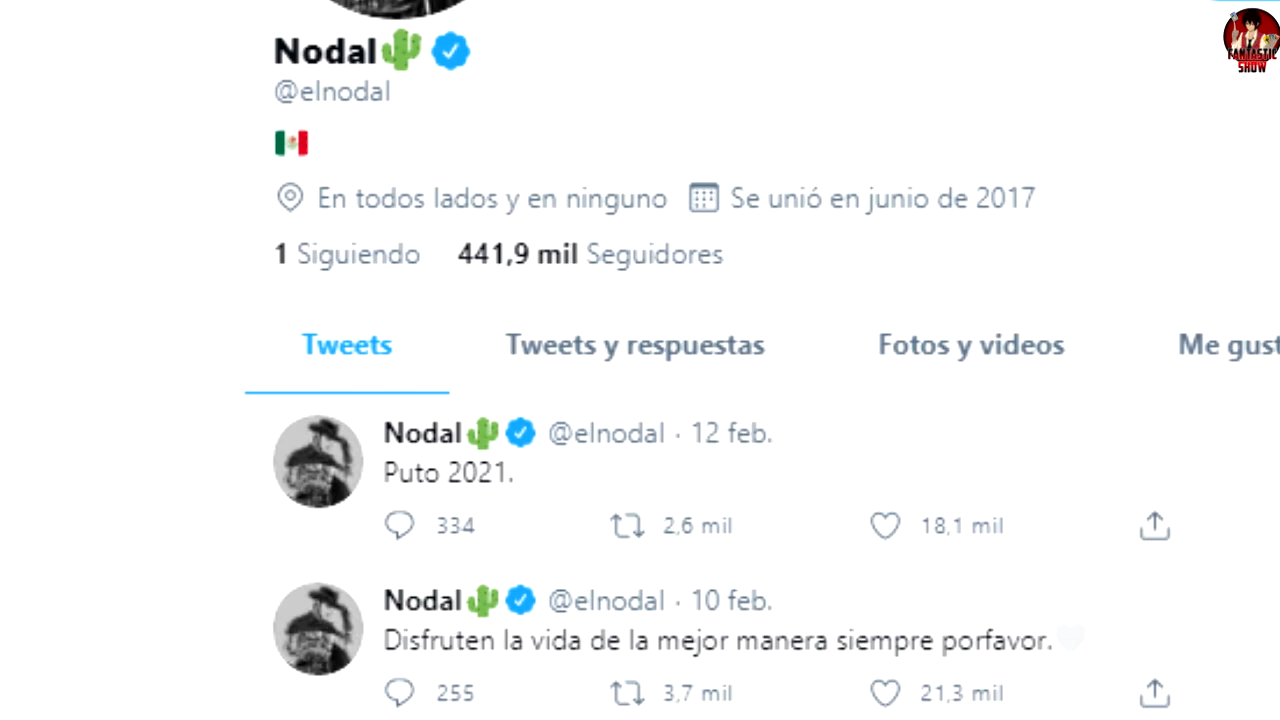 FANTASTIC
SHOW
Nodal🌵
@elnodal
🇲🇽
En todos lados y en ninguno Se unió en junio de 2017
1 Siguiendo 441,9 mil Seguidores
Tweets Tweets y respuestas Fotos y videos Me gust
Nodal🌵 @elnodal · 12 feb.
Puto 2021.
334 2,6 mil 18,1 mil
Nodal🌵 @elnodal · 10 feb.
Disfruten la vida de la mejor manera siempre porfavor.🤍
255 3,7 mil 21,3 mil